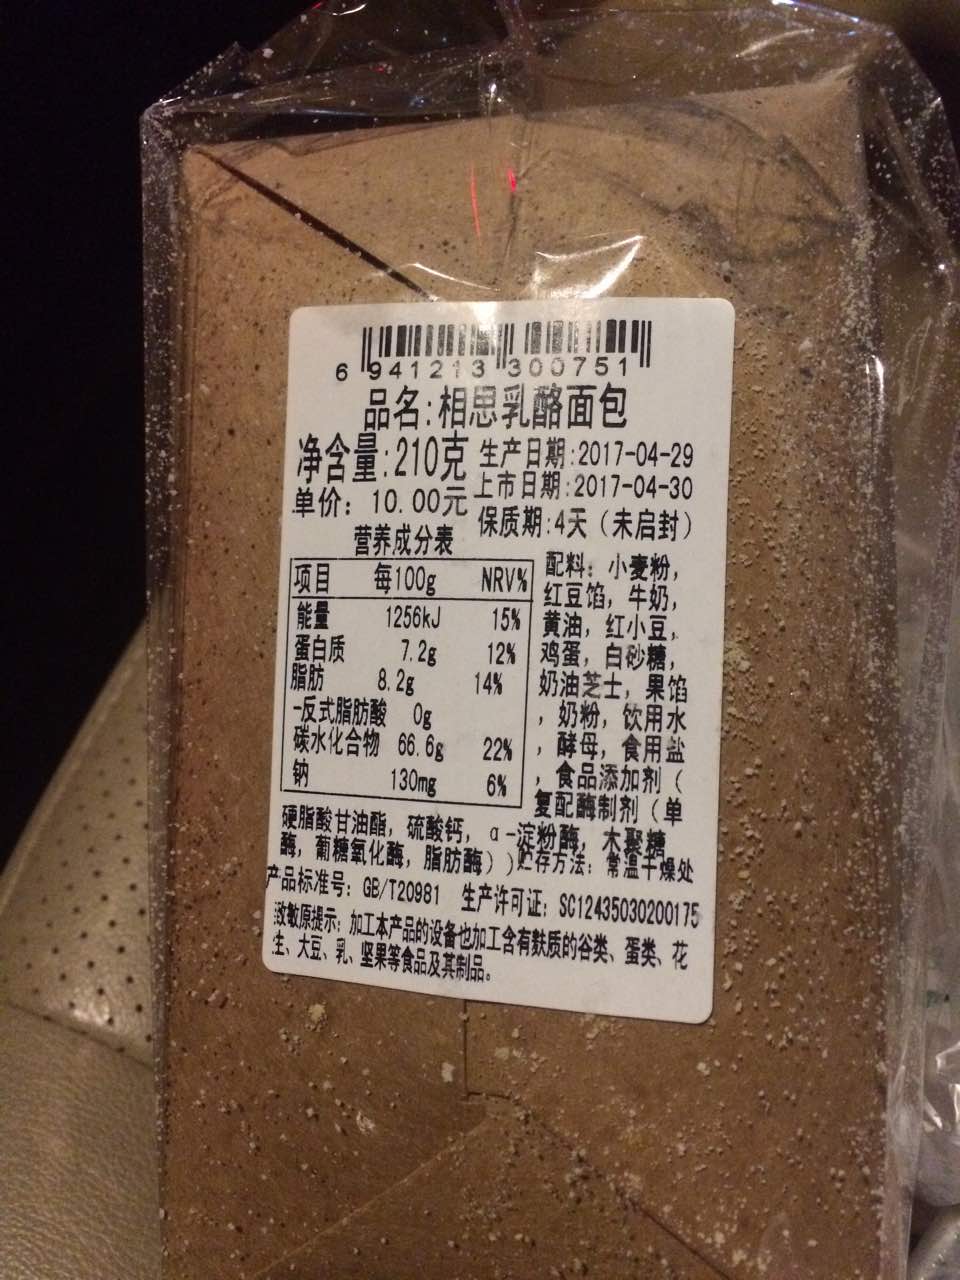 6 941213 300751
品名:相思乳酪面包
净含量:210克 生产日期:2017-04-29
单价: 10.00元 上市日期:2017-04-30
保质期:4天（未启封）
营养成分表
项目 每100g NRV%
能量 1256kJ 15%
蛋白质 7.2g 12%
脂肪 8.2g 14%
-反式脂肪酸 0g
碳水化合物 66.6g 22%
钠 130mg 6%
配料: 小麦粉,
红豆馅, 牛奶,
黄油, 红小豆,
鸡蛋, 白砂糖,
奶油芝士, 果馅
, 奶粉, 饮用水
, 酵母, 食用盐
, 食品添加剂（
复配酶制剂（单
硬脂酸甘油酯, 硫酸钙, α-淀粉酶, 木聚糖
酶, 葡糖氧化酶, 脂肪酶））贮存方法: 常温干燥处
产品标准号: GB/T20981 生产许可证: SC12435030200175
致敏原提示: 加工本产品的设备也加工含有麸质的谷类、蛋类、花
生、大豆、乳、坚果等食品及其制品。